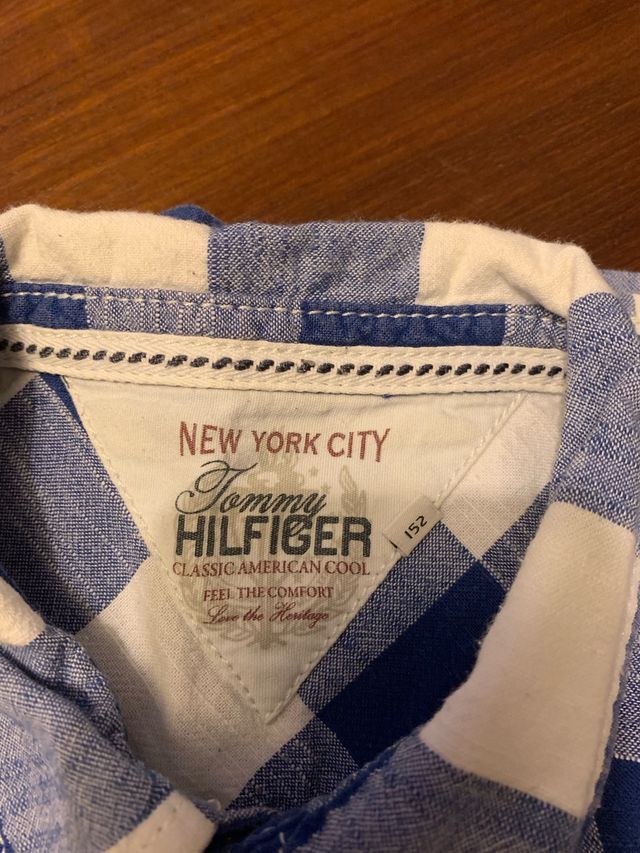 NEW YORK CITY
Tommy
HILFIGER
152
CLASSIC AMERICAN COOL
FEEL THE COMFORT
Love the Heritage